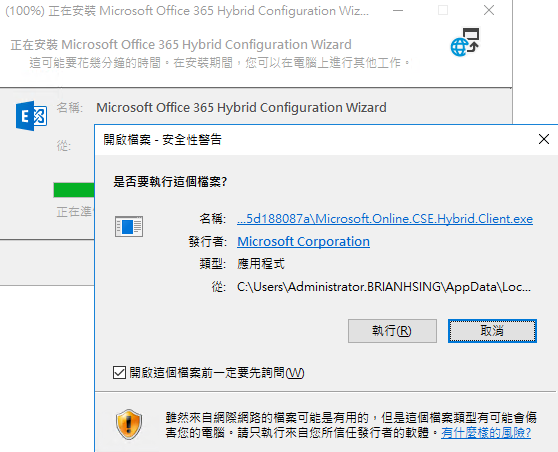 (100%) 正在安裝 Microsoft Office 365 Hybrid Configuration Wiz...
正在安裝 Microsoft Office 365 Hybrid Configuration Wizard
這可能要花幾分鐘的時間。在安裝期間，您可以在電腦上進行其他工作。
名稱: Microsoft Office 365 Hybrid Configuration Wizard
從:
正在準
開啟檔案 - 安全性警告
是否要執行這個檔案?
名稱: ...5d188087a\Microsoft.Online.CSE.Hybrid.Client.exe
發行者: Microsoft Corporation
類型: 應用程式
從: C:\Users\Administrator.BRIANHSING\AppData\Loc...
執行(R)
取消
開啟這個檔案前一定要先詢問(W)
雖然來自網際網路的檔案可能是有用的，但是這個檔案類型有可能會傷
害您的電腦。請只執行來自您所信任發行者的軟體。有什麼樣的風險?